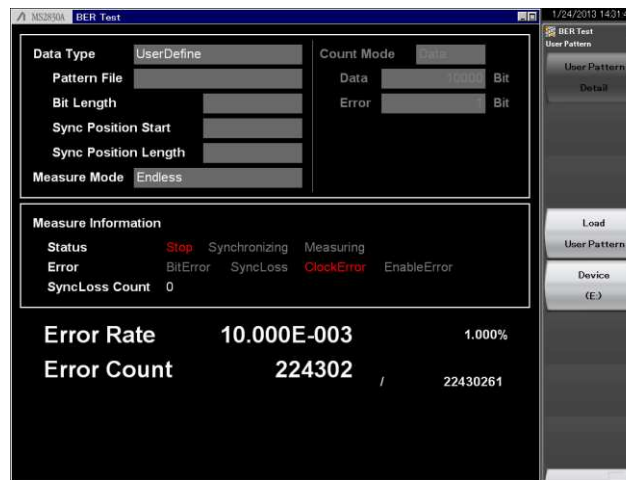 MS2830A BER Test
1/24/2013 14:31:4
BER Test
User Pattern
Data Type UserDefine
Pattern File
Bit Length
Sync Position Start
Sync Position Length
Measure Mode Endless
Count Mode Data
Data 10000 Bit
Error 1 Bit
User Pattern
Detail
Load
User Pattern
Device
(E:)
Measure Information
Status Stop Synchronizing Measuring
Error BitError SyncLoss ClockError EnableError
SyncLoss Count 0
Error Rate 10.000E-003 1.000%
Error Count 224302 / 22430261